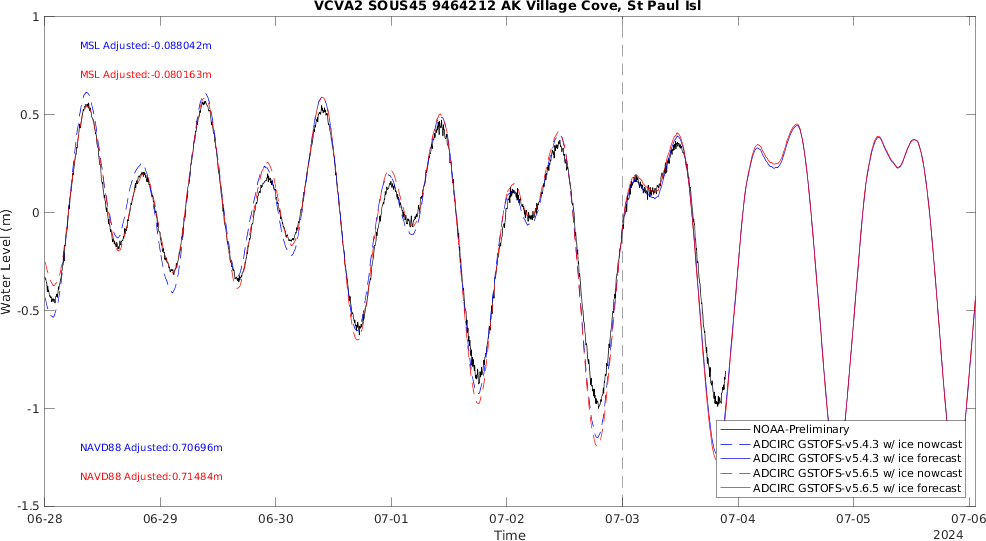 VCVA2 SOUS45 9464212 AK Village Cove, St Paul Isl
1
0.5
0
-0.5
-1
-1.5
Water Level (m)
MSL Adjusted:-0.088042m
MSL Adjusted:-0.080163m
NAVD88 Adjusted:0.70696m
NAVD88 Adjusted:0.71484m
NOAA-Preliminary
ADCIRC GSTOFS-v5.4.3 w/ ice nowcast
ADCIRC GSTOFS-v5.4.3 w/ ice forecast
ADCIRC GSTOFS-v5.6.5 w/ ice nowcast
ADCIRC GSTOFS-v5.6.5 w/ ice forecast
06-28 06-29 06-30 07-01 07-02 07-03 07-04 07-05 07-06
Time
2024